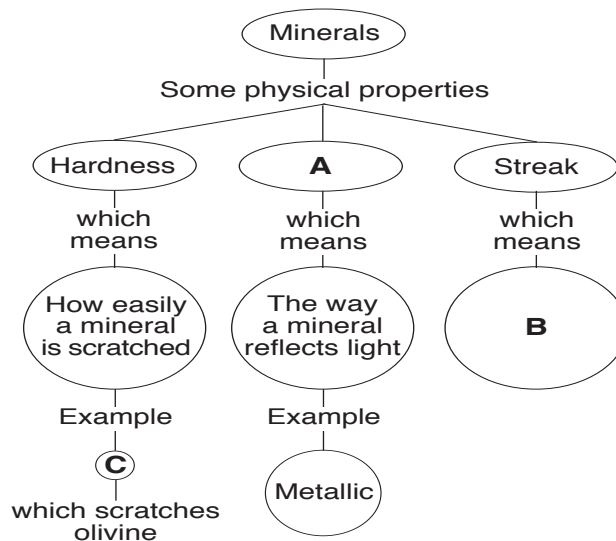 Minerals
Some physical properties
Hardness
A
Streak
which
means
which
means
which
means
How easily
a mineral
is scratched
The way
a mineral
reflects light
B
Example
Example
C
Metallic
which scratches
olivine